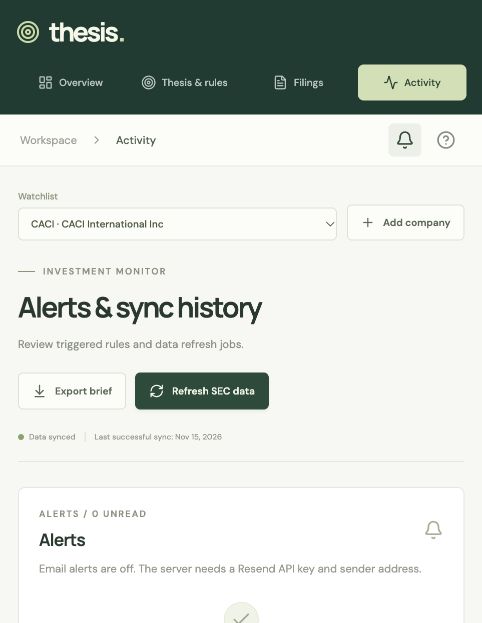 thesis.
Overview
Thesis & rules
Filings
Activity
Workspace > Activity
Watchlist
CACI · CACI International Inc
Add company
INVESTMENT MONITOR
Alerts & sync history
Review triggered rules and data refresh jobs.
Export brief
Refresh SEC data
Data synced
Last successful sync: Nov 15, 2026
ALERTS / 0 UNREAD
Alerts
Email alerts are off. The server needs a Resend API key and sender address.